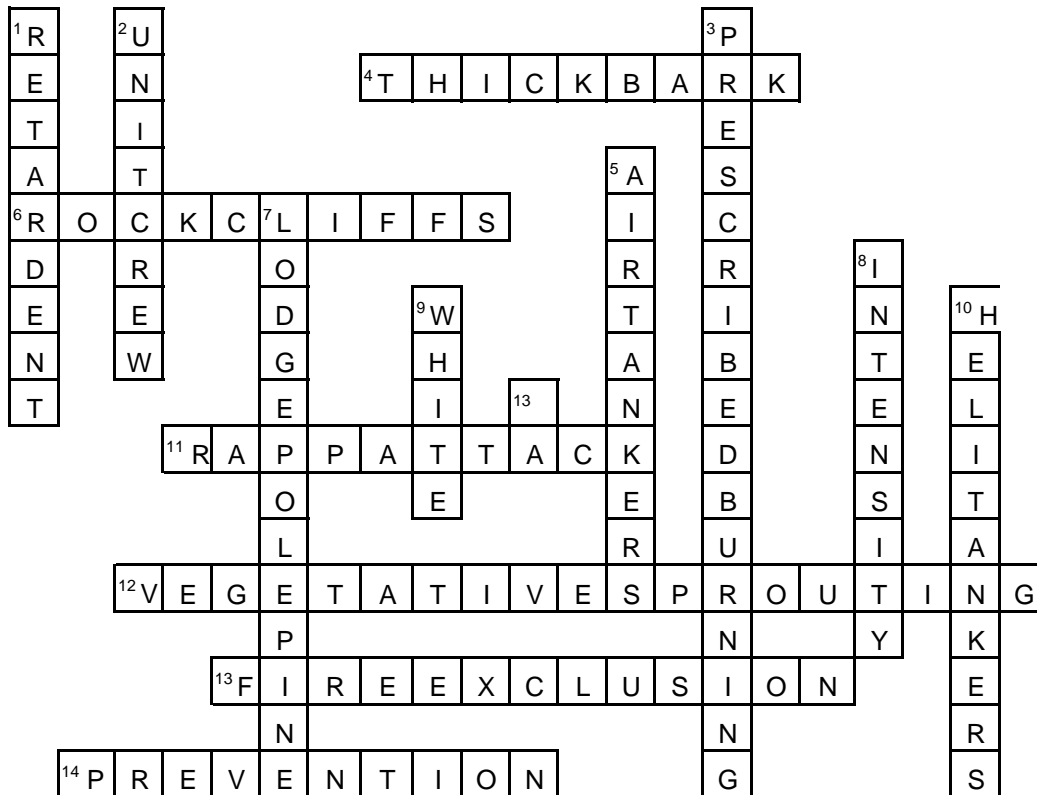 1 R 2 U 3 P
E N 4 T H I C K B A R K
T I E
A T 5 A S
6 R O C K C 7 L I F F S I C
D R O R R 8 I
E E D 9 W T I N 10 H
N W G H A B T E
T E I 13 N E E L
11 R A P P A T T A C K D N I
O E E B S T
L R U I A
12 V E G E T A T I V E S P R O U T I N G
P N Y K
13 F I R E E X C L U S I O N E
N N R
14 P R E V E N T I O N G S